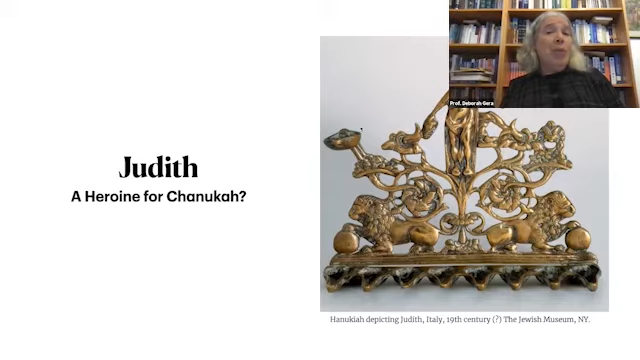 Prof. Deborah Gera
Judith
A Heroine for Chanukah?
Hanukiah depicting Judith, Italy, 19th century (?) The Jewish Museum, NY.